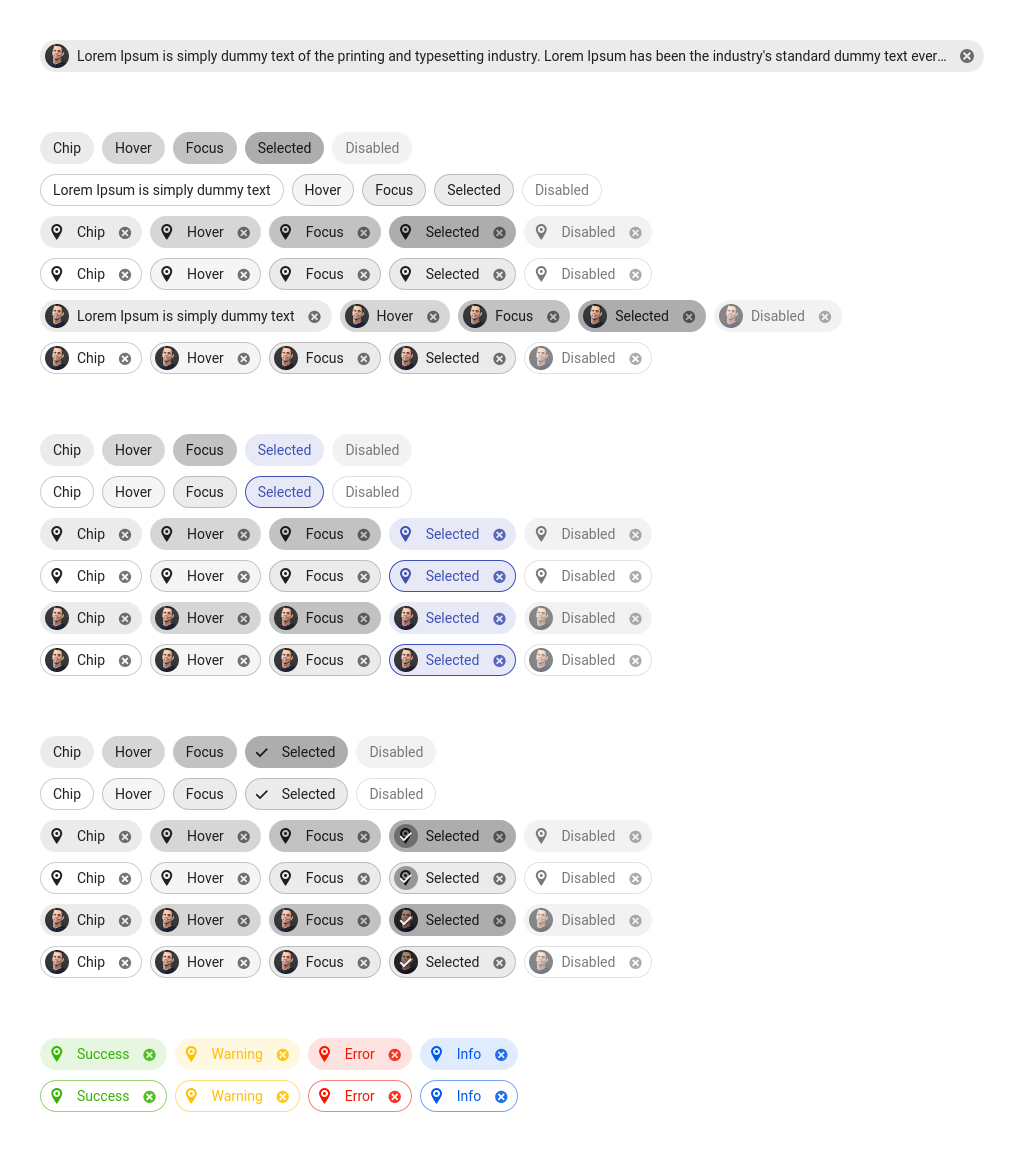 Lorem Ipsum is simply dummy text of the printing and typesetting industry. Lorem Ipsum has been the industry's standard dummy text ever…
Chip Hover Focus Selected Disabled
Lorem Ipsum is simply dummy text Hover Focus Selected Disabled
Chip Hover Focus Selected Disabled
Chip Hover Focus Selected Disabled
Lorem Ipsum is simply dummy text Hover Focus Selected Disabled
Chip Hover Focus Selected Disabled
Chip Hover Focus Selected Disabled
Chip Hover Focus Selected Disabled
Chip Hover Focus Selected Disabled
Chip Hover Focus Selected Disabled
Chip Hover Focus Selected Disabled
Chip Hover Focus Selected Disabled
Chip Hover Focus Selected Disabled
Chip Hover Focus Selected Disabled
Chip Hover Focus Selected Disabled
Chip Hover Focus Selected Disabled
Chip Hover Focus Selected Disabled
Chip Hover Focus Selected Disabled
Success Warning Error Info
Success Warning Error Info